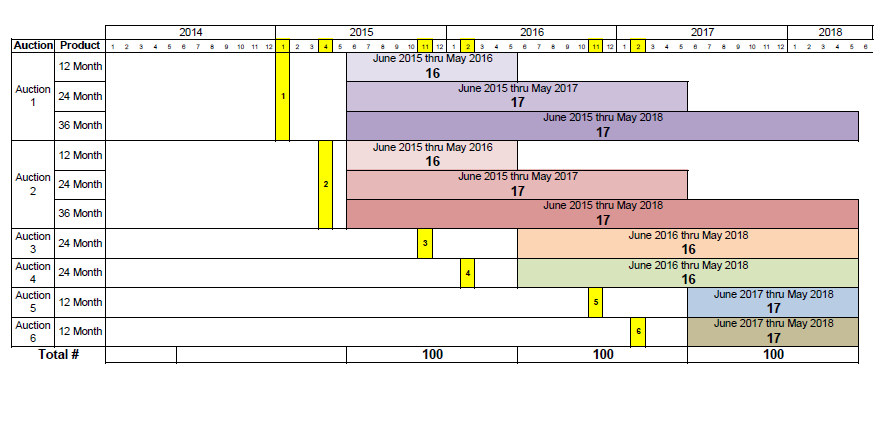 2014 2015 2016 2017 2018
Auction Product 1 2 3 4 5 6 7 8 9 10 11 12 1 2 3 4 5 6 7 8 9 10 11 12 1 2 3 4 5 6 7 8 9 10 11 12 1 2 3 4 5 6 7 8 9 10 11 12 1 2 3 4 5 6
12 Month June 2015 thru May 2016
16
Auction 1
24 Month 1 June 2015 thru May 2017
17
36 Month June 2015 thru May 2018
17
12 Month June 2015 thru May 2016
16
Auction 2
24 Month 2 June 2015 thru May 2017
17
36 Month June 2015 thru May 2018
17
Auction 3 24 Month 3 June 2016 thru May 2018
16
Auction 4 24 Month 4 June 2016 thru May 2018
16
Auction 5 12 Month 5 June 2017 thru May 2018
17
Auction 6 12 Month 6 June 2017 thru May 2018
17
Total # 100 100 100